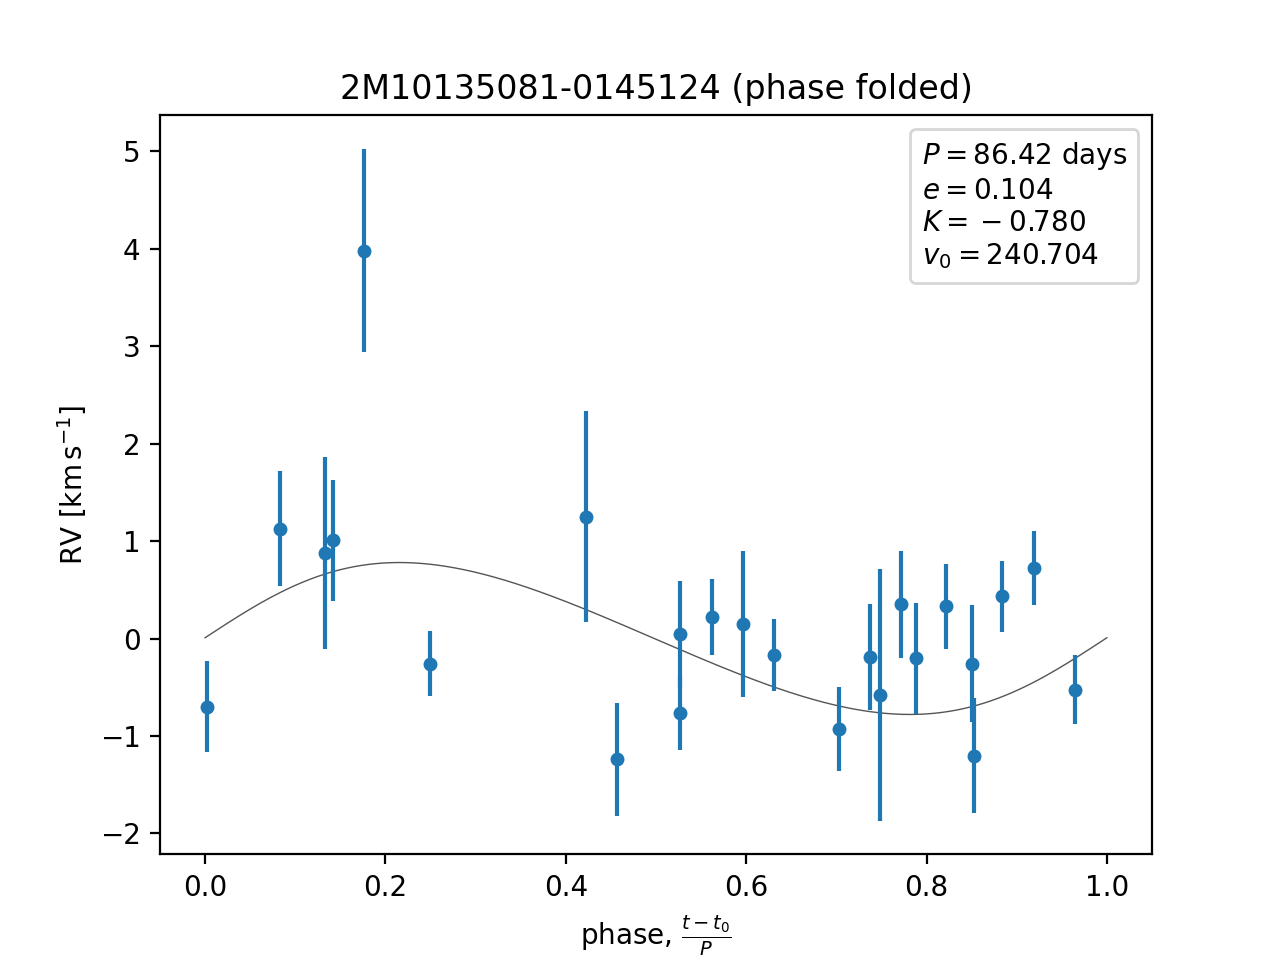 2M10135081-0145124 (phase folded)
P = 86.42 days
e = 0.104
K = −0.780
v₀ = 240.704
5
4
3
2
1
0
−1
−2
RV [km s⁻¹]
0.0 0.2 0.4 0.6 0.8 1.0
phase, (t − t₀)/P